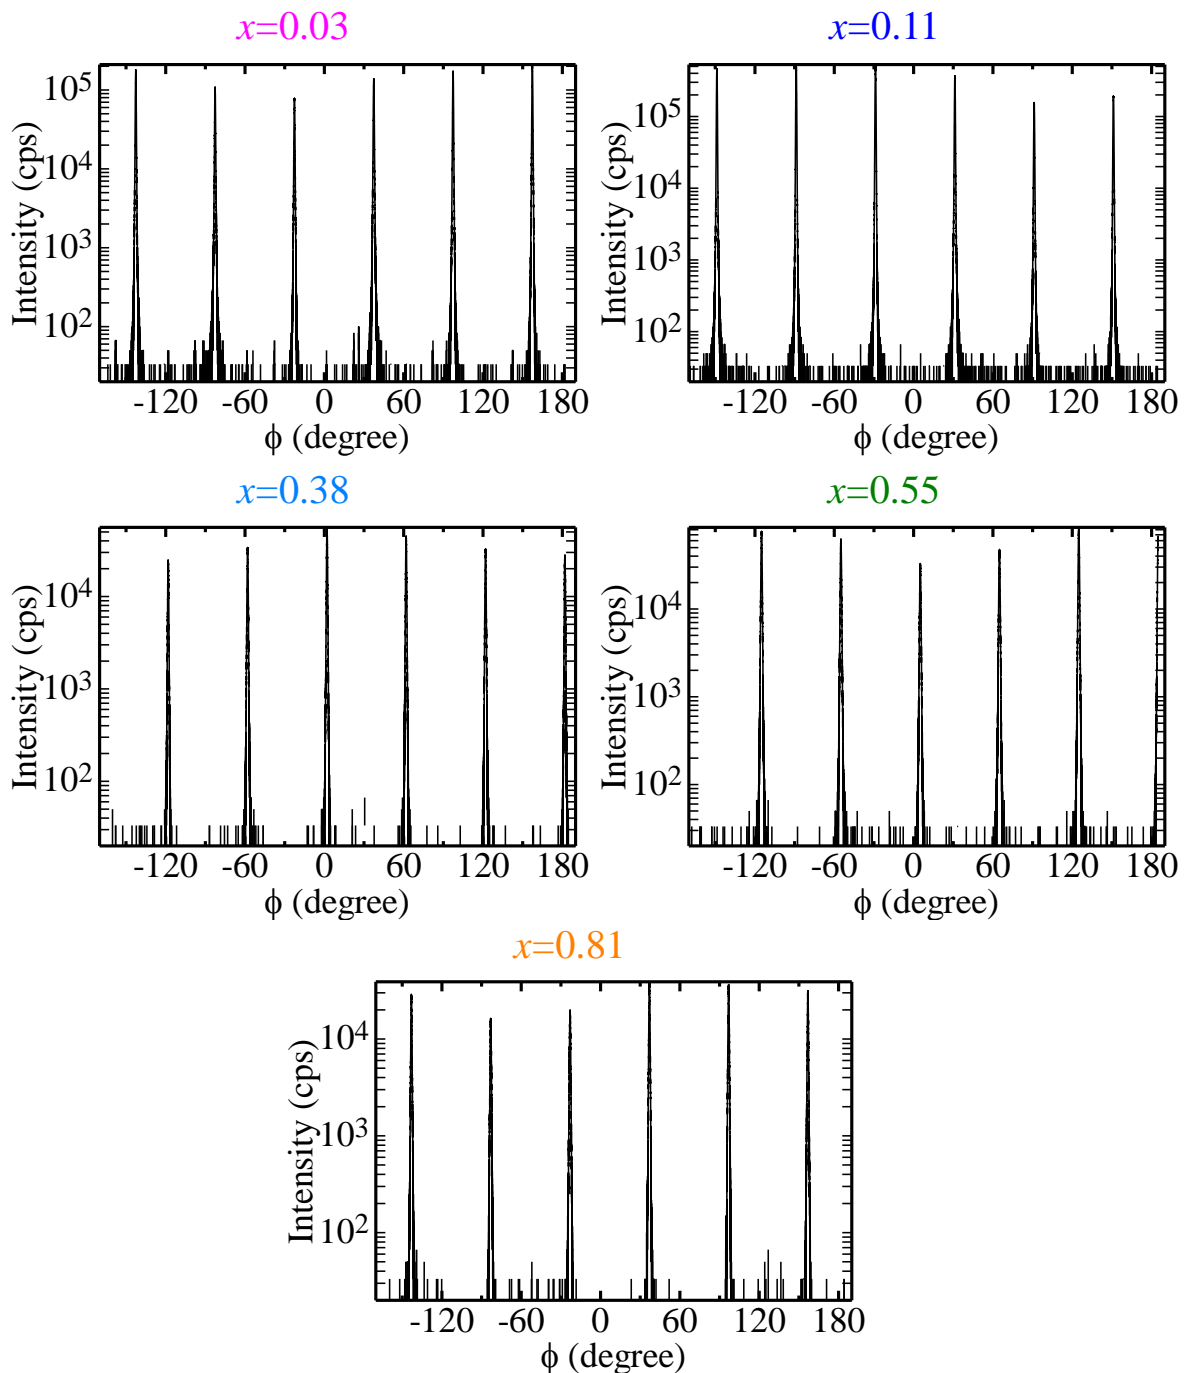 x=0.03
x=0.11
10^5
10^4
10^3
10^2
Intensity (cps)
-120 -60 0 60 120 180
ϕ (degree)
10^5
10^4
10^3
10^2
Intensity (cps)
-120 -60 0 60 120 180
ϕ (degree)
x=0.38
x=0.55
10^4
10^3
10^2
Intensity (cps)
-120 -60 0 60 120 180
ϕ (degree)
10^4
10^3
10^2
Intensity (cps)
-120 -60 0 60 120 180
ϕ (degree)
x=0.81
10^4
10^3
10^2
Intensity (cps)
-120 -60 0 60 120 180
ϕ (degree)